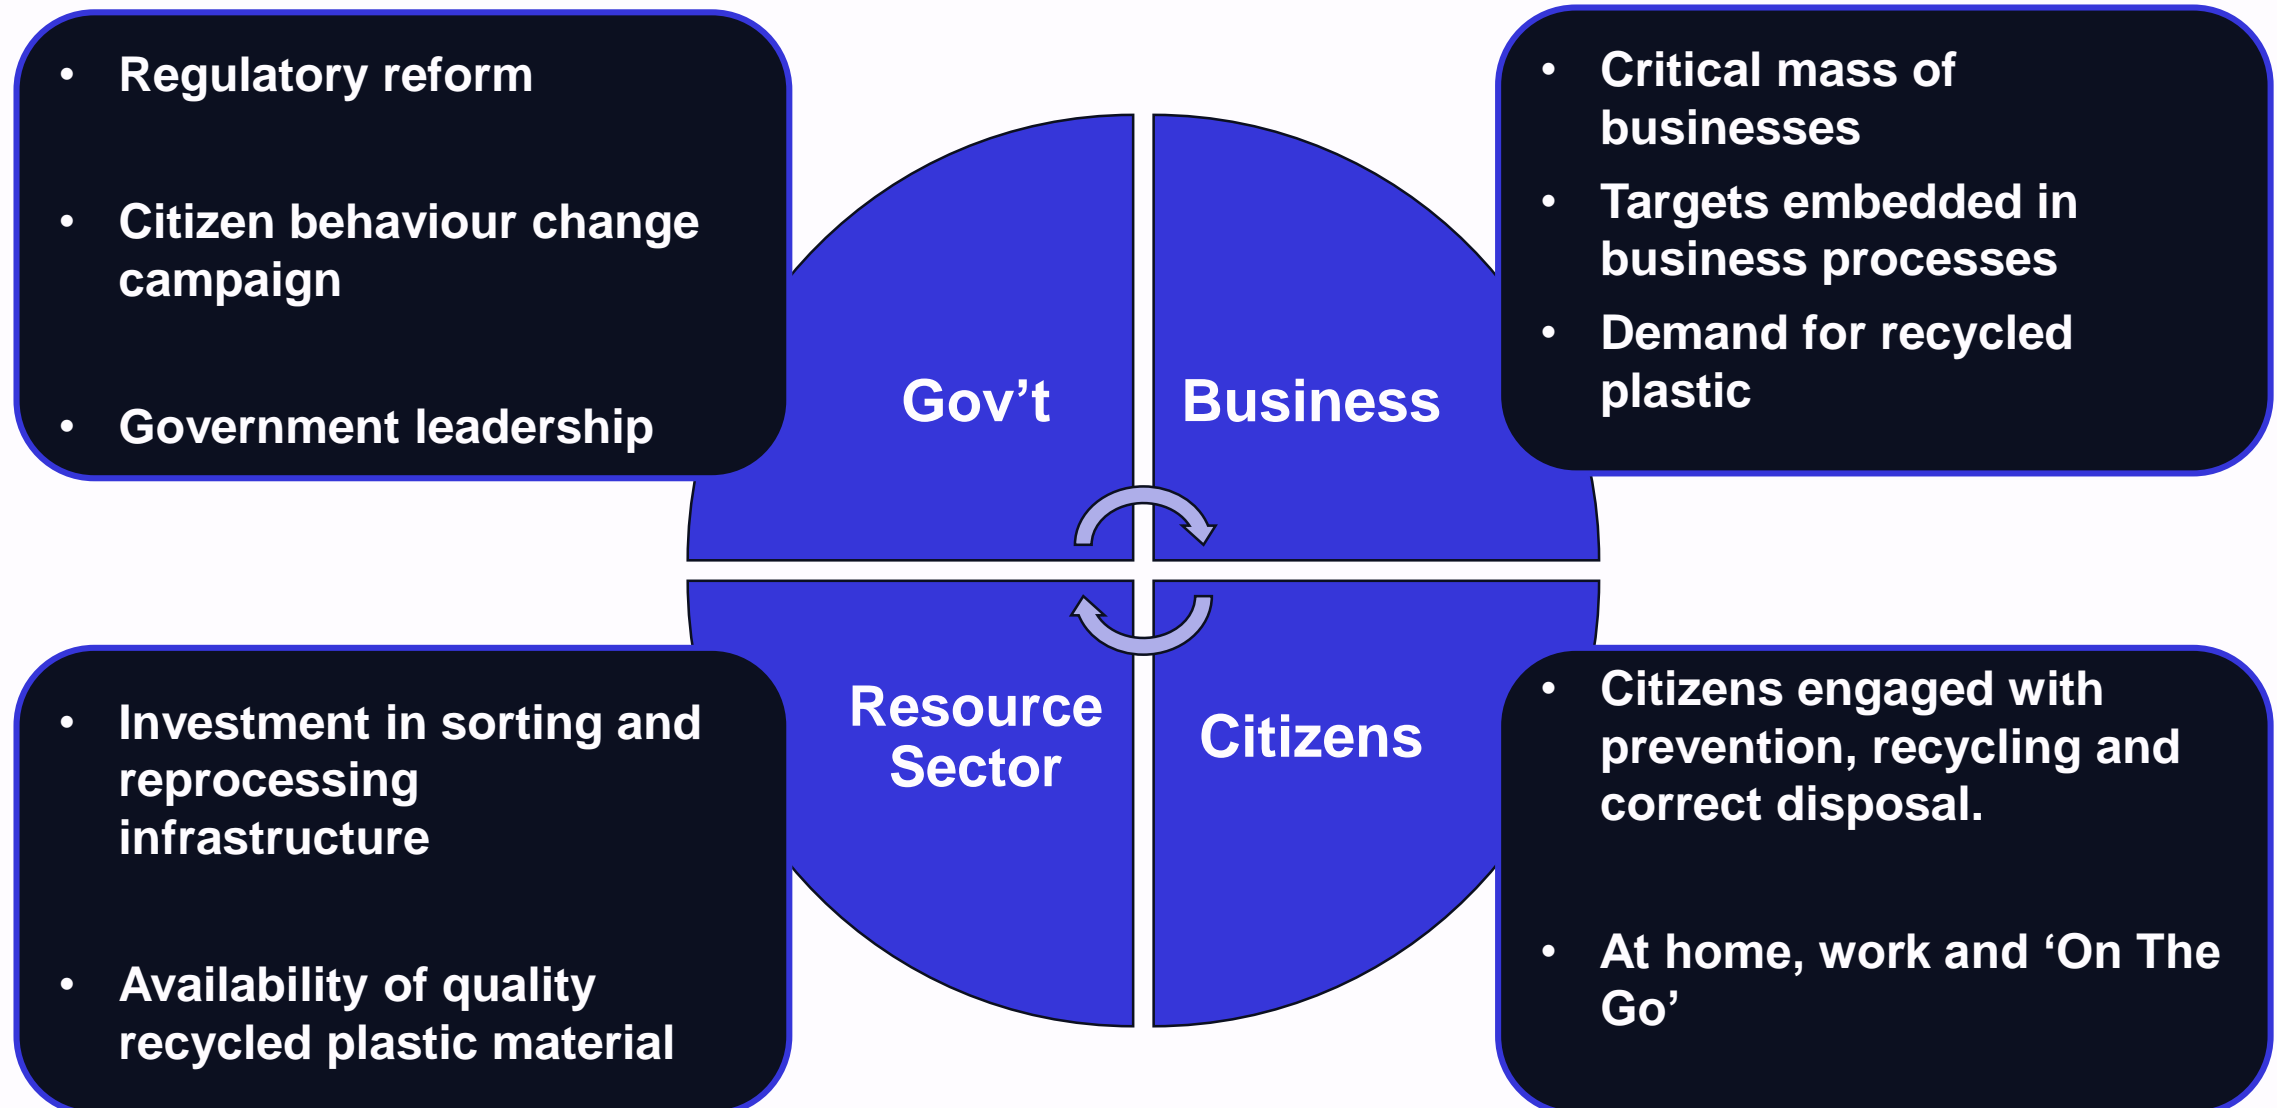 • Regulatory reform
• Citizen behaviour change
campaign
• Government leadership
• Critical mass of
businesses
• Targets embedded in
business processes
• Demand for recycled
plastic
Gov’t
Business
Resource
Sector
Citizens
• Investment in sorting and
reprocessing
infrastructure
• Availability of quality
recycled plastic material
• Citizens engaged with
prevention, recycling and
correct disposal.
• At home, work and ‘On The
Go’